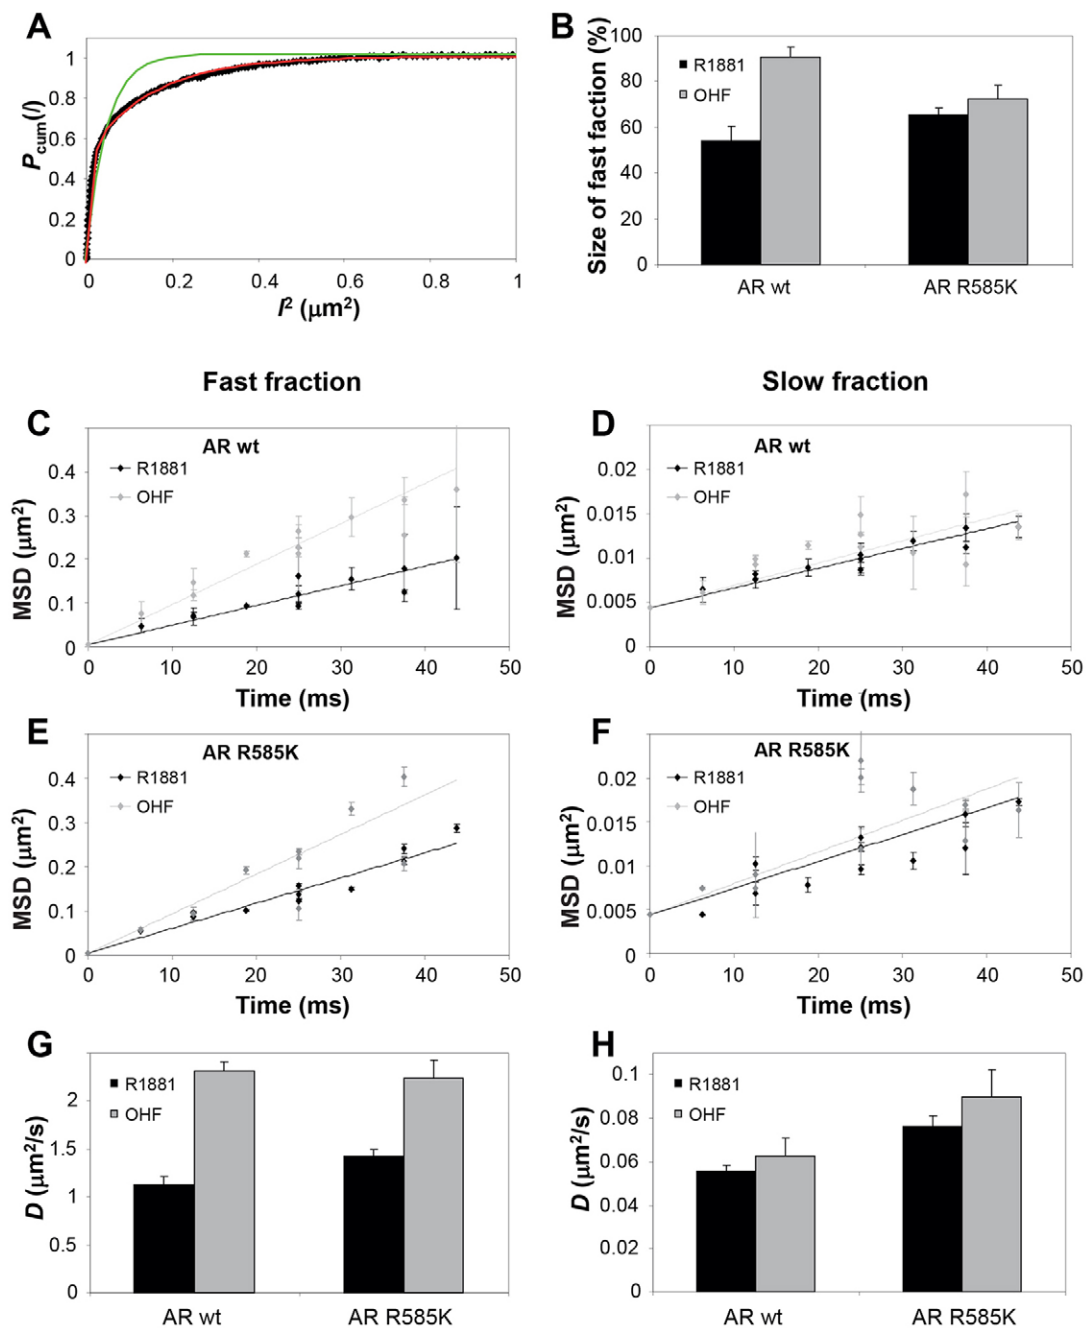 A
P cum(l)
1
0.8
0.6
0.4
0.2
0
0 0.2 0.4 0.6 0.8 1
l² (μm²)
B
Size of fast faction (%)
100
80
60
40
20
0
R1881
OHF
AR wt AR R585K
Fast fraction
Slow fraction
C
AR wt
R1881
OHF
MSD (μm²)
0.4
0.3
0.2
0.1
0
0 10 20 30 40 50
Time (ms)
D
AR wt
R1881
OHF
MSD (μm²)
0.02
0.015
0.01
0.005
0
0 10 20 30 40 50
Time (ms)
E
AR R585K
R1881
OHF
MSD (μm²)
0.4
0.3
0.2
0.1
0
0 10 20 30 40 50
Time (ms)
F
AR R585K
R1881
OHF
MSD (μm²)
0.02
0.015
0.01
0.005
0
0 10 20 30 40 50
Time (ms)
G
R1881
OHF
D (μm²/s)
2
1.5
1
0.5
0
AR wt AR R585K
H
R1881
OHF
D (μm²/s)
0.1
0.08
0.06
0.04
0.02
0
AR wt AR R585K